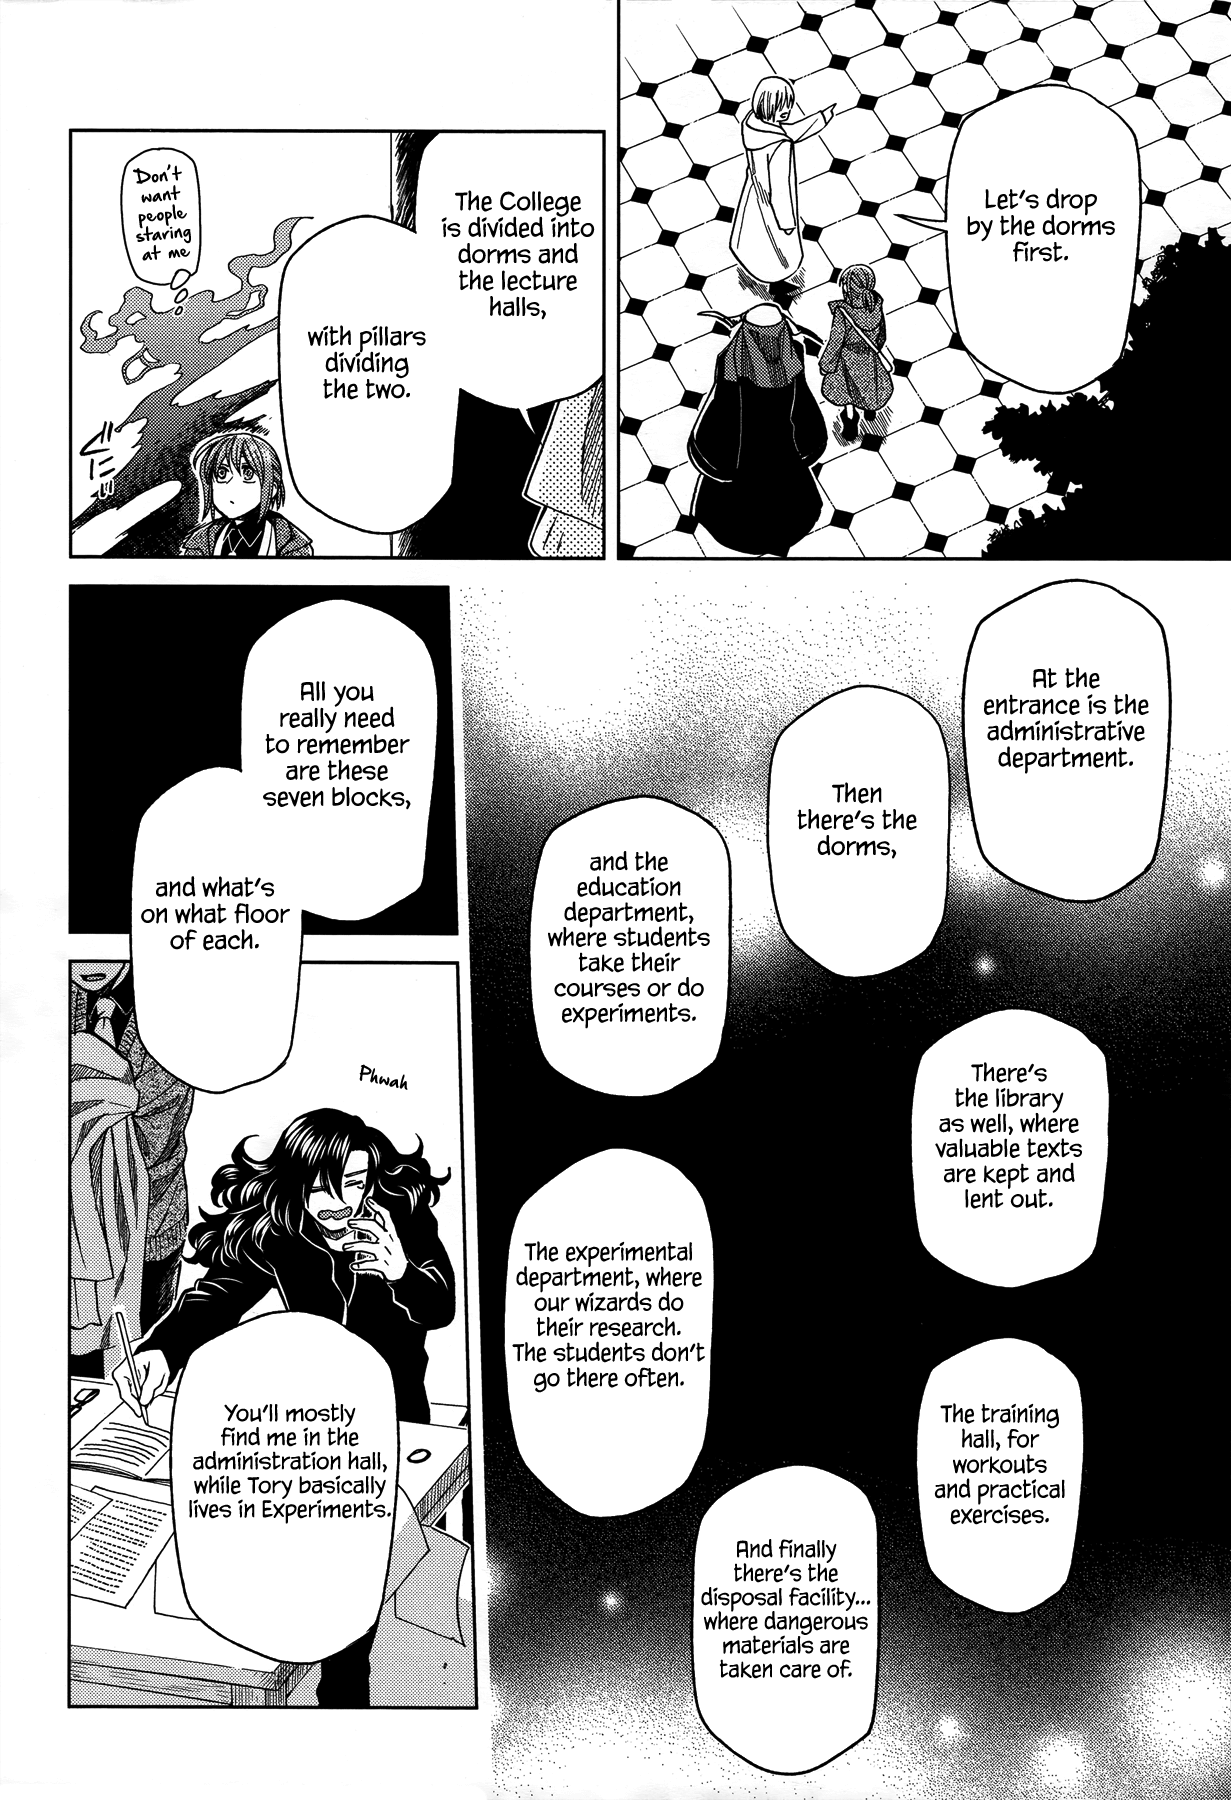 Let's drop
by the dorms
first.
The College
is divided into
dorms and
the lecture
halls,
with pillars
dividing
the two.
Don't
want
people
staring
at me
グニ゛
At the
entrance is the
administrative
department.
Then
there's the
dorms,
and the
education
department,
where students
take their
courses or do
experiments.
There's
the library
as well, where
valuable texts
are kept and
lent out.
The experimental
department, where
our wizards do
their research.
The students don't
go there often.
The training
hall, for
workouts
and practical
exercises.
And finally
there's the
disposal facility...
where dangerous
materials are
taken care of.
All you
really need
to remember
are these
seven blocks,
and what's
on what floor
of each.
Phwah
You'll mostly
find me in the
administration hall,
while Tory basically
lives in Experiments.